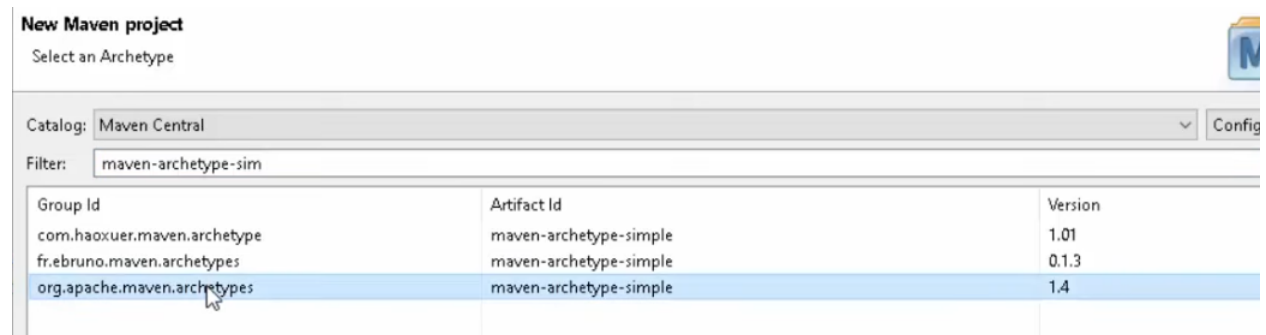 New Maven project
Select an Archetype
Catalog: Maven Central Config
Filter: maven-archetype-sim
Group Id Artifact Id Version
com.haoxuer.maven.archetype maven-archetype-simple 1.01
fr.ebruno.maven.archetypes maven-archetype-simple 0.1.3
org.apache.maven.archetypes maven-archetype-simple 1.4